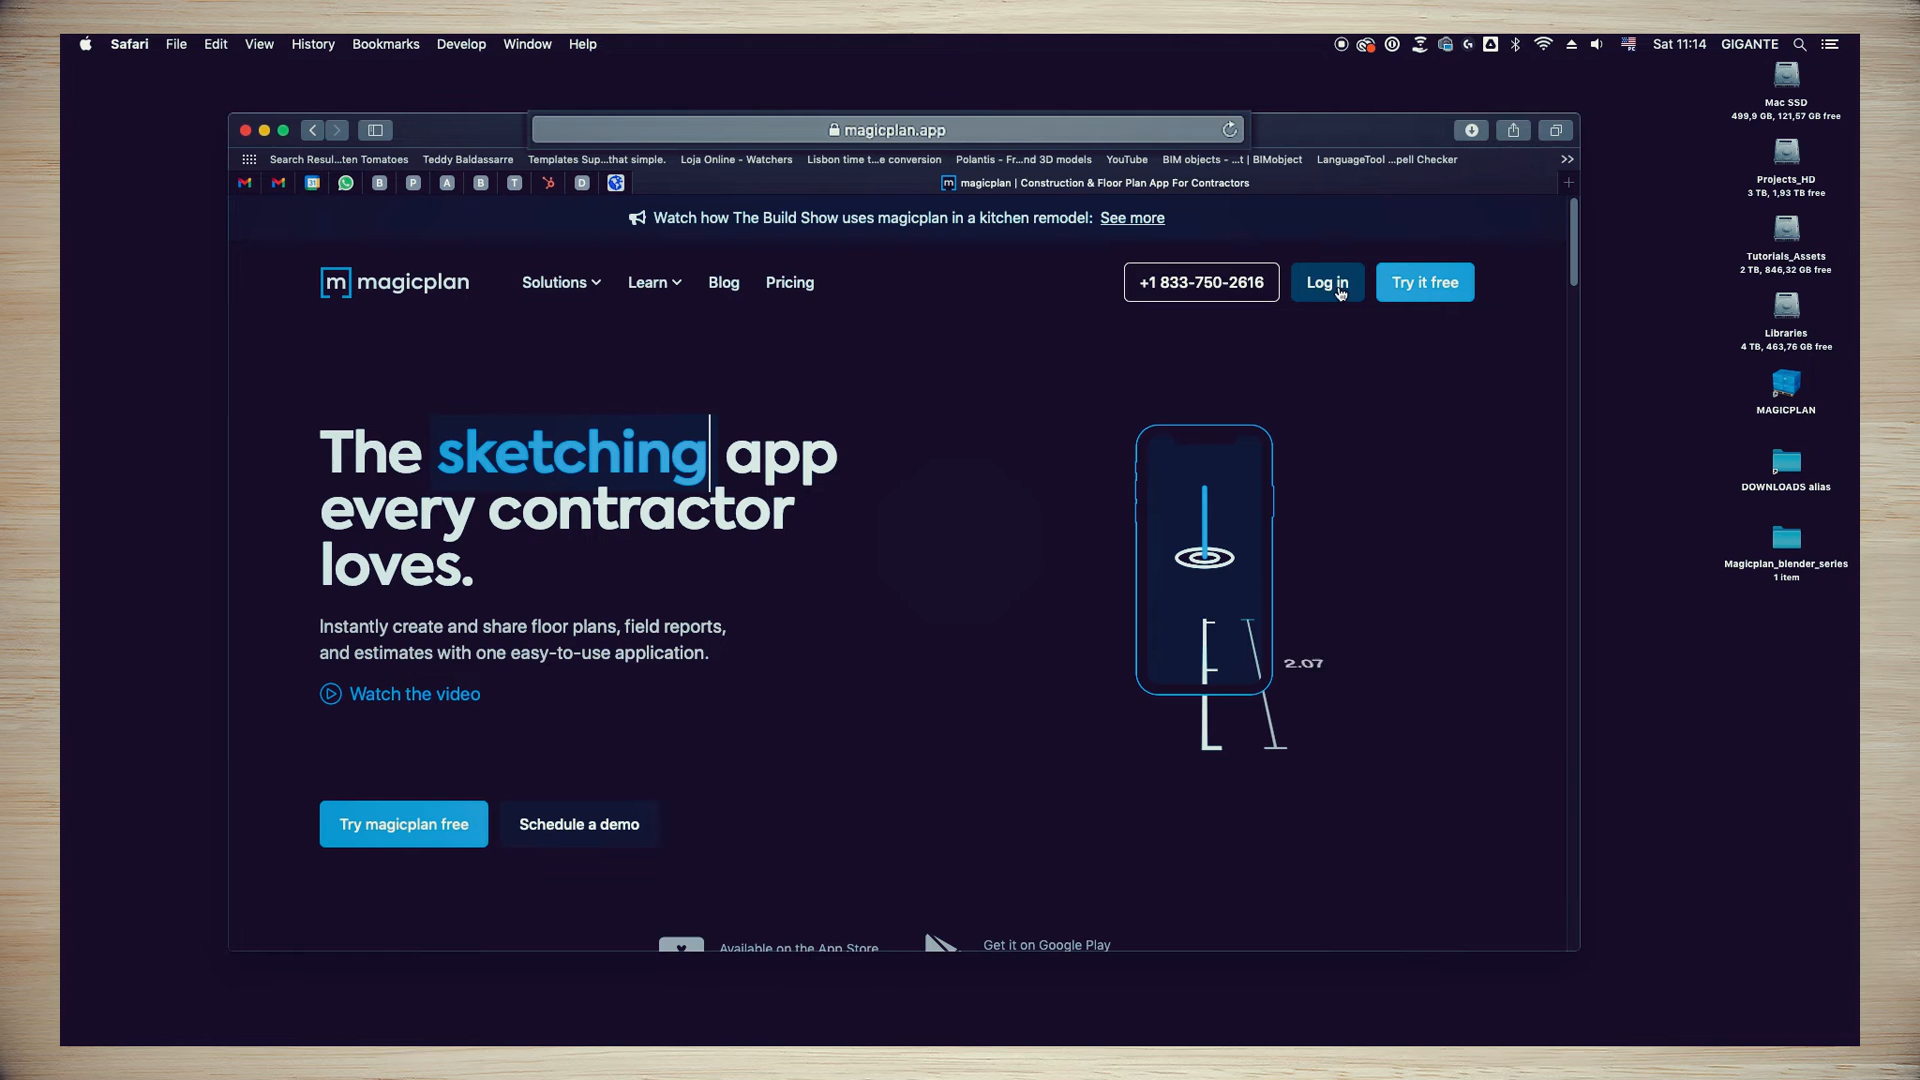 Safari File Edit View History Bookmarks Develop Window Help
Sat 11:14 GIGANTE
Mac SSD
499,9 GB, 121,57 GB free
Projects_HD
3 TB, 1,93 TB free
Tutorials_Assets
2 TB, 846,32 GB free
Libraries
4 TB, 463,76 GB free
MAGICPLAN
DOWNLOADS alias
Magicplan_blender_series
1 item
magicplan.app
Search Resul...ten Tomatoes Teddy Baldassarre Templates Sup...that simple. Loja Online - Watchers Lisbon time t...e conversion Polantis - Fr...nd 3D models YouTube BIM objects - ...t | BIMobject LanguageTool ...pell Checker
B P A B T D m magicplan | Construction & Floor Plan App For Contractors
Watch how The Build Show uses magicplan in a kitchen remodel: See more
m magicplan Solutions Learn Blog Pricing +1 833-750-2616 Log in Try it free
The sketching app
every contractor
loves.
Instantly create and share floor plans, field reports,
and estimates with one easy-to-use application.
Watch the video
2.07
Try magicplan free Schedule a demo
Available on the App Store Get it on Google Play